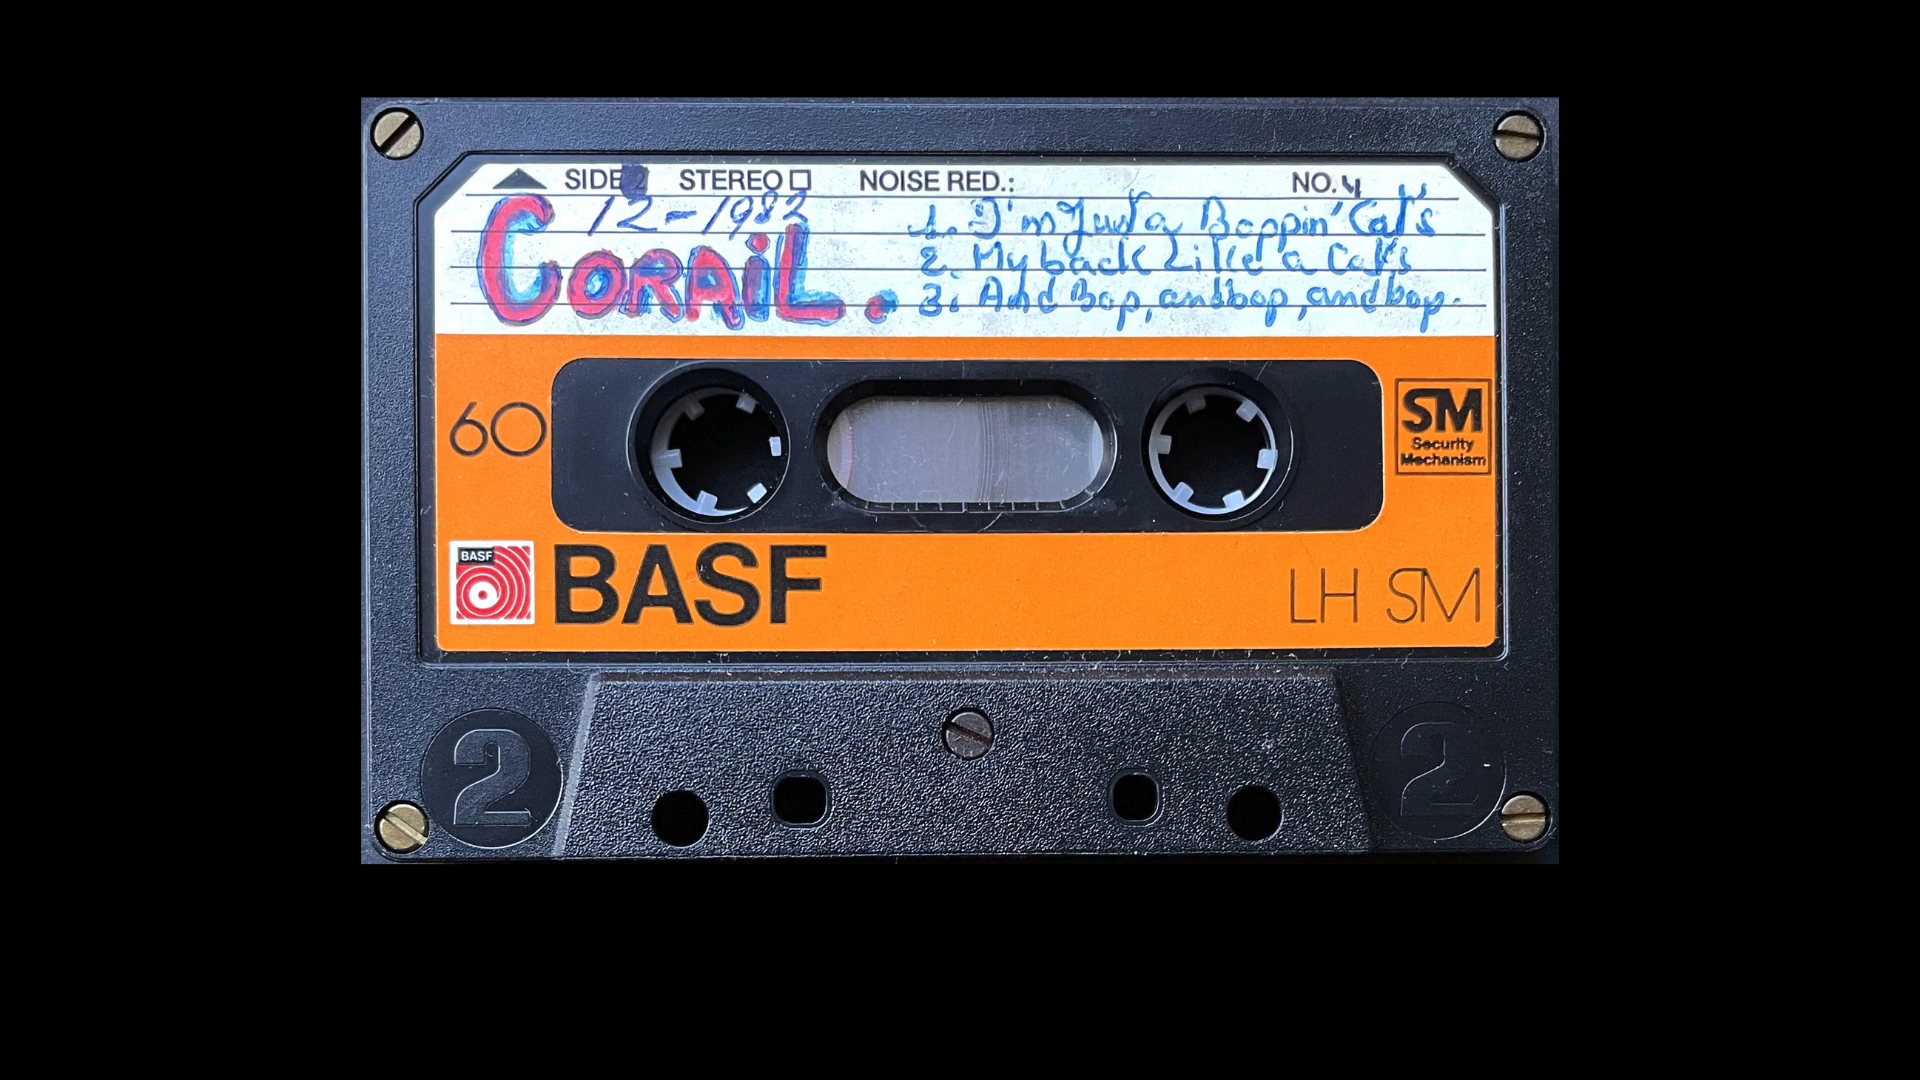 SIDE 2 STEREO NOISE RED.: NO. 4
12-1982
CORAiL.
1. I'm Just a Boppin' Cat's
2. My back Like a Cat's
3. And Bop, and bop, and bop.
60
SM
Security
Mechanism
BASF
BASF
LH SM
2
2